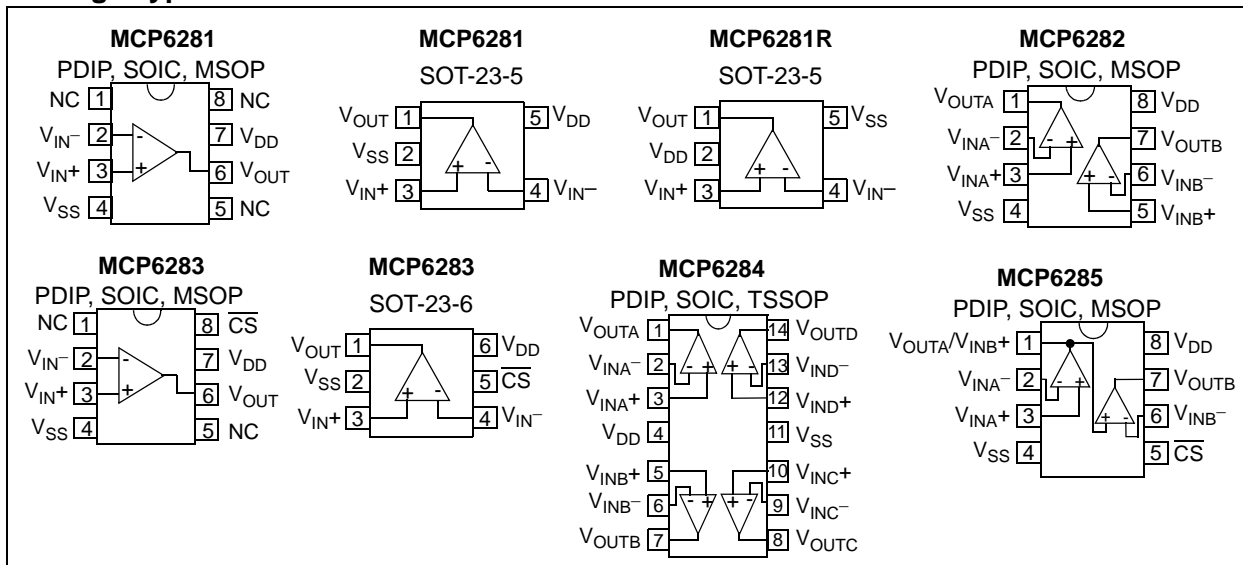 MCP6281
PDIP, SOIC, MSOP
NC 1
8 NC
VIN– 2
7 VDD
VIN+ 3
6 VOUT
VSS 4
5 NC
- +
MCP6281
SOT-23-5
VOUT 1
5 VDD
VSS 2
VIN+ 3
4 VIN–
+ -
MCP6281R
SOT-23-5
VOUT 1
5 VSS
VDD 2
VIN+ 3
4 VIN–
+ -
MCP6282
PDIP, SOIC, MSOP
VOUTA 1
8 VDD
VINA– 2
7 VOUTB
VINA+ 3
6 VINB–
VSS 4
5 VINB+
- +
+ -
MCP6283
PDIP, SOIC, MSOP
NC 1
8 CS
VIN– 2
7 VDD
VIN+ 3
6 VOUT
VSS 4
5 NC
- +
MCP6283
SOT-23-6
VOUT 1
6 VDD
VSS 2
5 CS
VIN+ 3
4 VIN–
+ -
MCP6284
PDIP, SOIC, TSSOP
VOUTA 1
14 VOUTD
VINA– 2
13 VIND–
VINA+ 3
12 VIND+
VDD 4
11 VSS
VINB+ 5
10 VINC+
VINB– 6
9 VINC–
VOUTB 7
8 VOUTC
- +
+ -
- +
+ -
MCP6285
PDIP, SOIC, MSOP
VOUTA/VINB+ 1
8 VDD
VINA– 2
7 VOUTB
VINA+ 3
6 VINB–
VSS 4
5 CS
- +
+ -